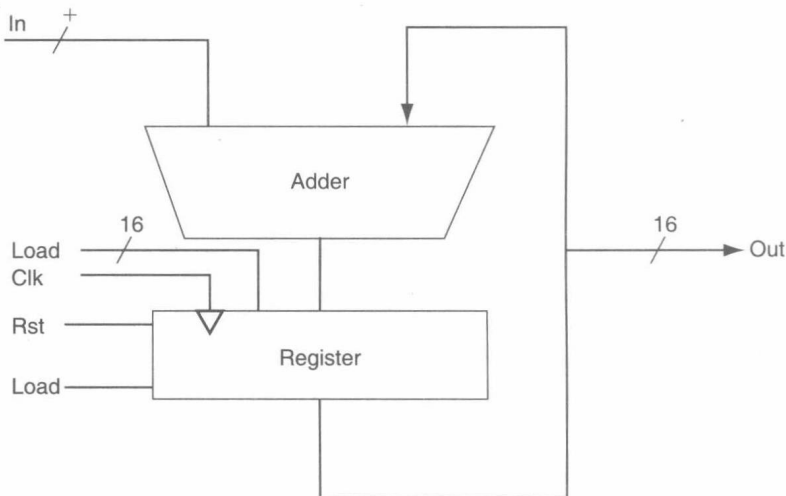 In
+
Adder
16
Load
Clk
16
Out
Rst
Register
Load